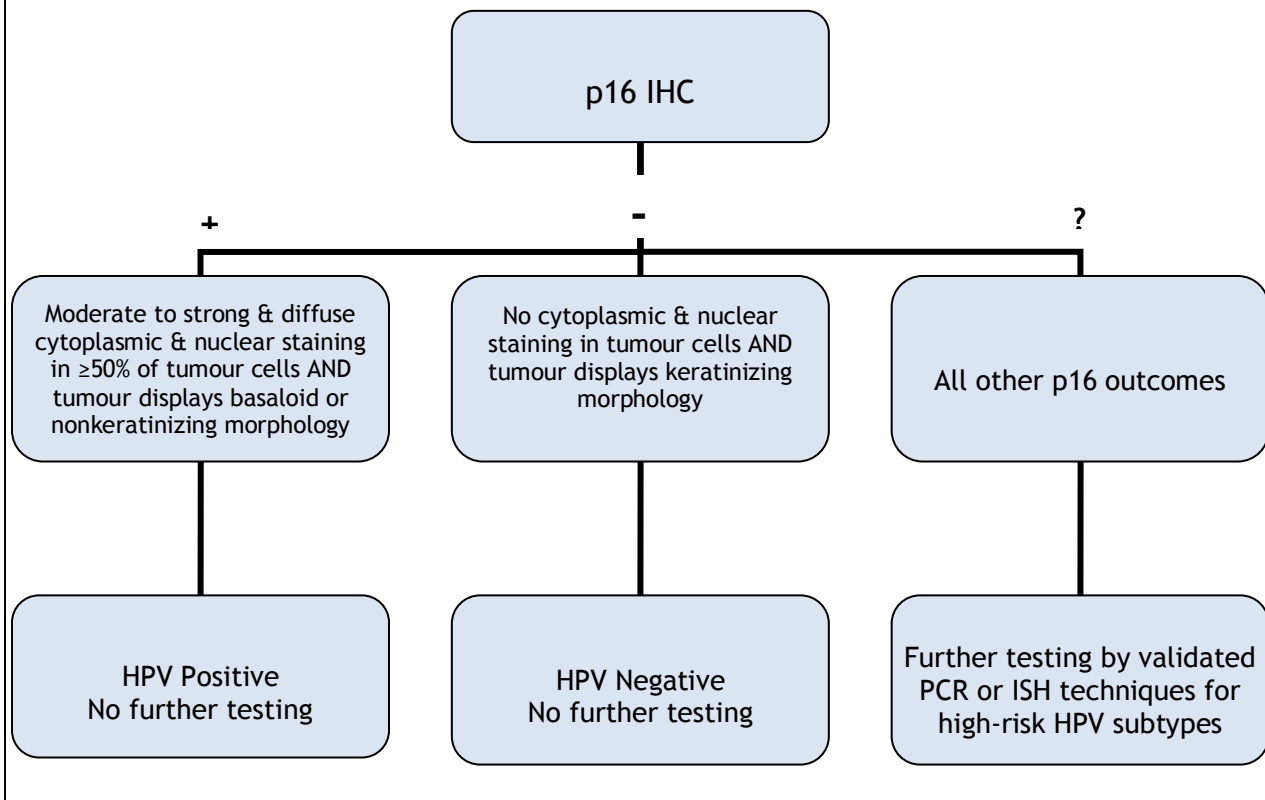 p16 IHC
+
-
?
Moderate to strong & diffuse
cytoplasmic & nuclear staining
in ≥50% of tumour cells AND
tumour displays basaloid or
nonkeratinizing morphology
No cytoplasmic & nuclear
staining in tumour cells AND
tumour displays keratinizing
morphology
All other p16 outcomes
HPV Positive
No further testing
HPV Negative
No further testing
Further testing by validated
PCR or ISH techniques for
high-risk HPV subtypes